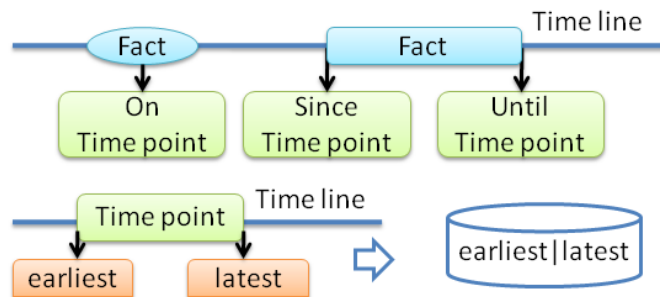 Time line
Fact
Fact
On
Time point
Since
Time point
Until
Time point
Time line
Time point
earliest
latest
earliest|latest